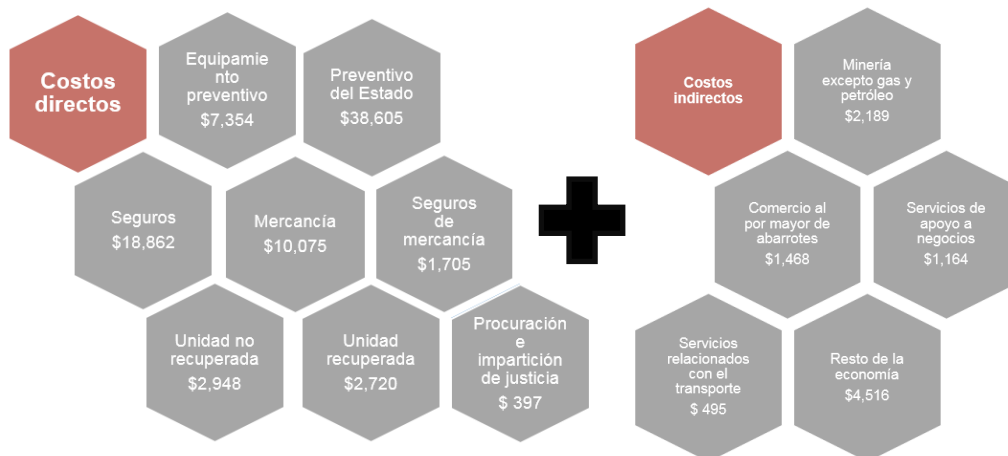 Costos
directos
Equipamie
nto
preventivo
$7,354
Preventivo
del Estado
$38,605
Seguros
$18,862
Mercancía
$10,075
Seguros
de
mercancía
$1,705
Unidad no
recuperada
$2,948
Unidad
recuperada
$2,720
Procuración
e
impartición
de justicia
$ 397
Costos
indirectos
Minería
excepto gas y
petróleo
$2,189
Comercio al
por mayor de
abarrotes
$1,468
Servicios de
apoyo a
negocios
$1,164
Servicios
relacionados
con el
transporte
$ 495
Resto de la
economía
$4,516